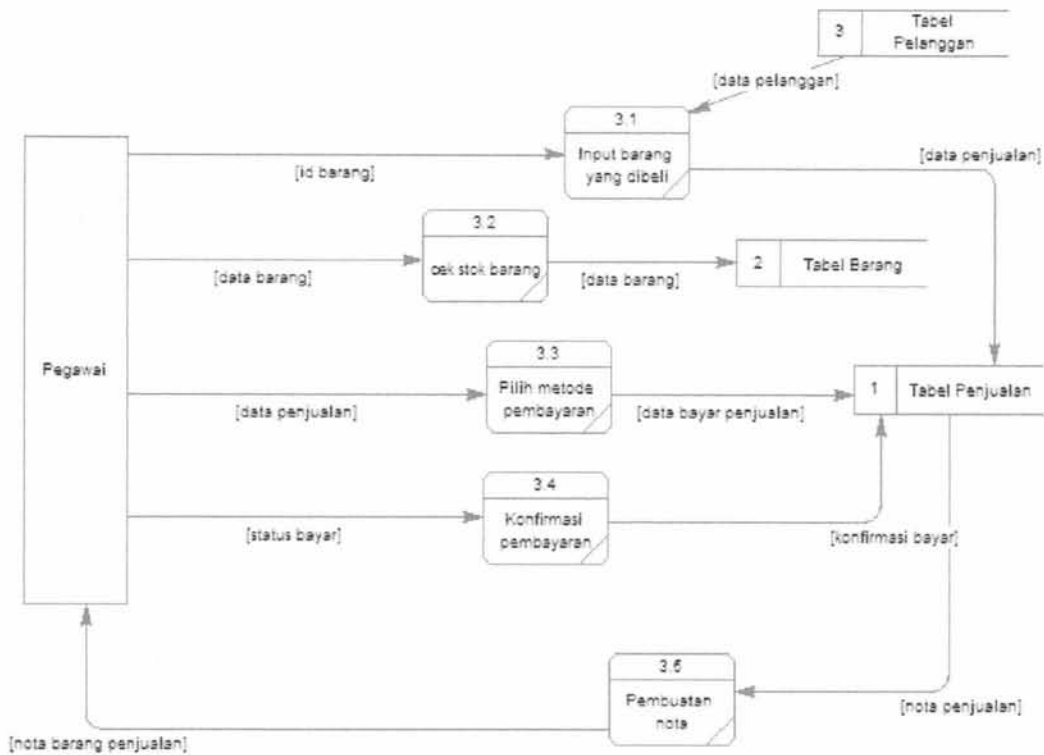 3
Tabel
Pelanggan
[data pelanggan]
3.1
Input barang
yang dibeli
[id barang]
[data penjualan]
3.2
cek stok barang
[data barang]
[data barang]
2
Tabel Barang
Pegawai
3.3
Pilih metode
pembayaran
[data penjualan]
[data bayar penjualan]
1
Tabel Penjualan
3.4
Konfirmasi
pembayaran
[status bayar]
[konfirmasi bayar]
3.5
Pembuatan
nota
[nota penjualan]
[nota barang penjualan]